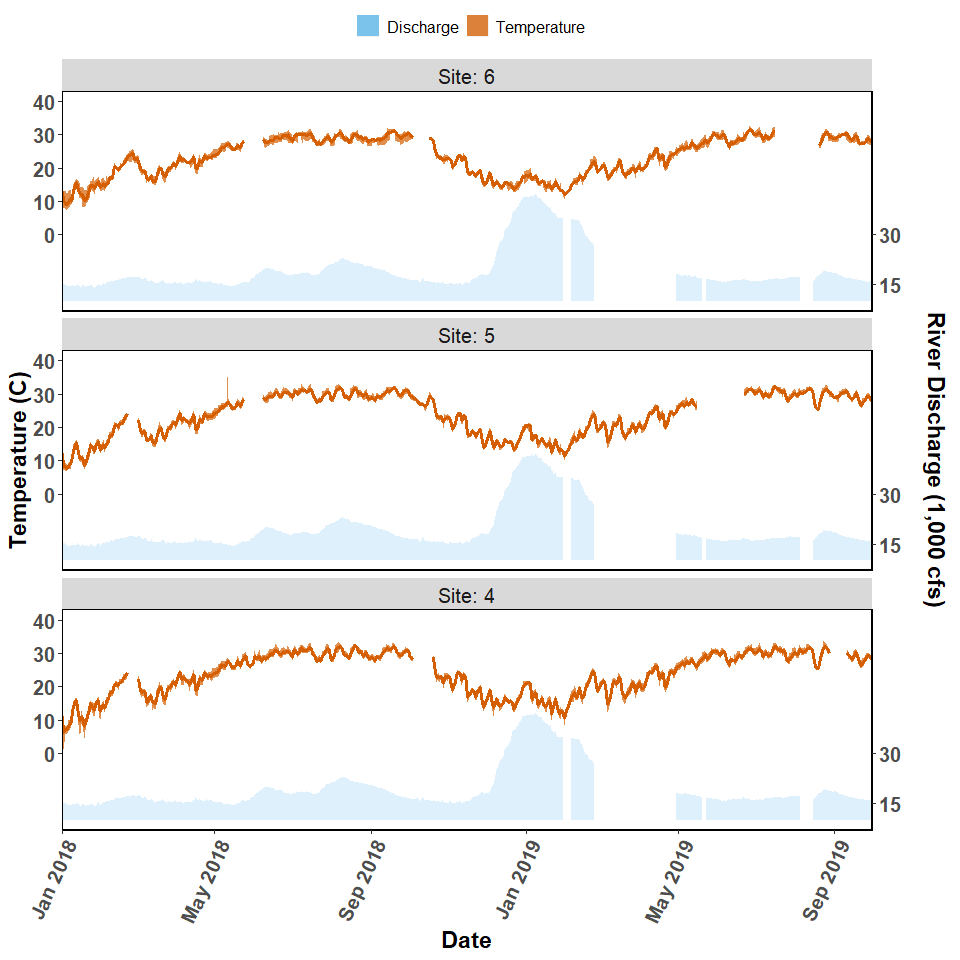 Discharge Temperature
Site: 6
40
30
20
10
0
30
15
Site: 5
40
30
20
10
0
30
15
Site: 4
40
30
20
10
0
30
15
Temperature (C)
River Discharge (1,000 cfs)
Jan 2018 May 2018 Sep 2018 Jan 2019 May 2019 Sep 2019
Date